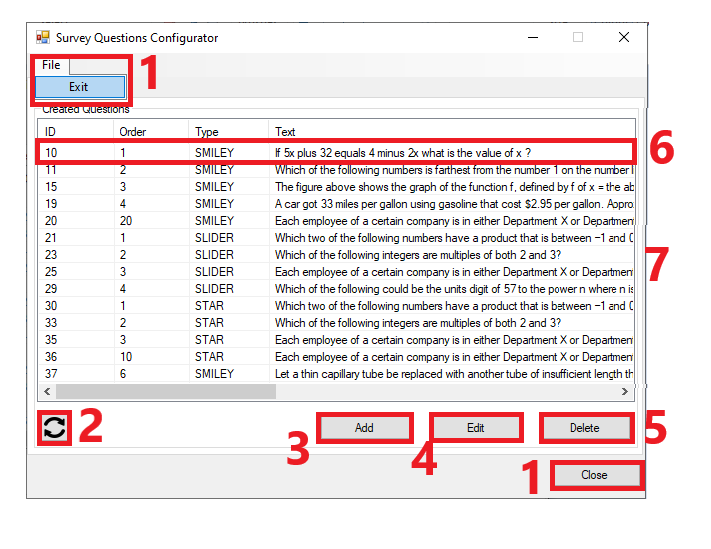 Survey Questions Configurator
File
1
Exit
Created Questions
ID Order Type Text
10 1 SMILEY If 5x plus 32 equals 4 minus 2x what is the value of x ?
6
11 2 SMILEY Which of the following numbers is farthest from the number 1 on the number l
15 3 SMILEY The figure above shows the graph of the function f, defined by f of x = the ab
19 4 SMILEY A car got 33 miles per gallon using gasoline that cost $2.95 per gallon. Approx
20 20 SMILEY Each employee of a certain company is in either Department X or Department
21 1 SLIDER Which two of the following numbers have a product that is between −1 and 0
23 2 SLIDER Which of the following integers are multiples of both 2 and 3?
7
25 3 SLIDER Each employee of a certain company is in either Department X or Department
29 4 SLIDER Which of the following could be the units digit of 57 to the power n where n is
30 1 STAR Which two of the following numbers have a product that is between −1 and 0
33 2 STAR Which of the following integers are multiples of both 2 and 3?
35 3 STAR Each employee of a certain company is in either Department X or Department
36 10 STAR Each employee of a certain company is in either Department X or Department
37 6 SMILEY Let a thin capillary tube be replaced with another tube of insufficient length th
2 3 Add 4 Edit Delete 5
1 Close